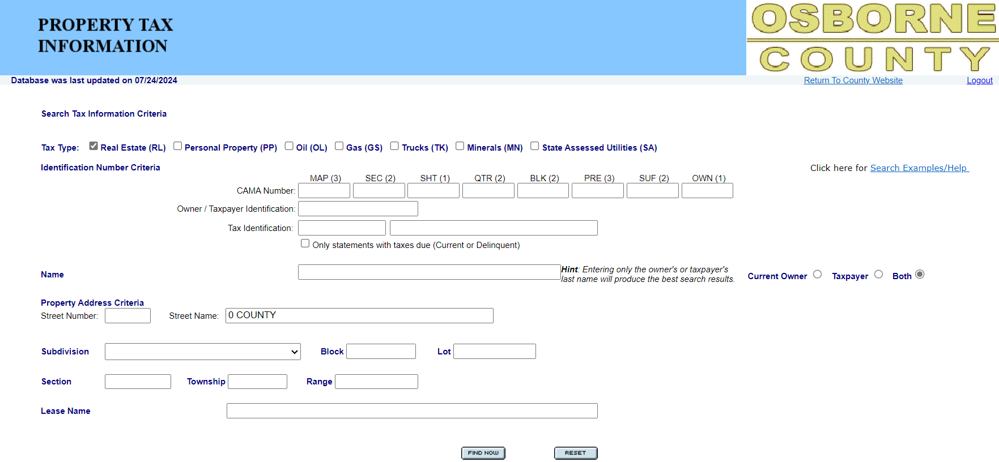 PROPERTY TAX
INFORMATION
OSBORNE
COUNTY
Database was last updated on 07/24/2024
Return To County Website
Logout
Search Tax Information Criteria
Tax Type: Real Estate (RL) Personal Property (PP) Oil (OL) Gas (GS) Trucks (TK) Minerals (MN) State Assessed Utilities (SA)
Identification Number Criteria
Click here for Search Examples/Help
MAP (3) SEC (2) SHT (1) QTR (2) BLK (2) PRE (3) SUF (2) OWN (1)
CAMA Number:
Owner / Taxpayer Identification:
Tax Identification:
Only statements with taxes due (Current or Delinquent)
Name
Hint: Entering only the owner's or taxpayer's
last name will produce the best search results.
Current Owner Taxpayer Both
Property Address Criteria
Street Number: Street Name: 0 COUNTY
Subdivision Block Lot
Section Township Range
Lease Name
FIND NOW RESET